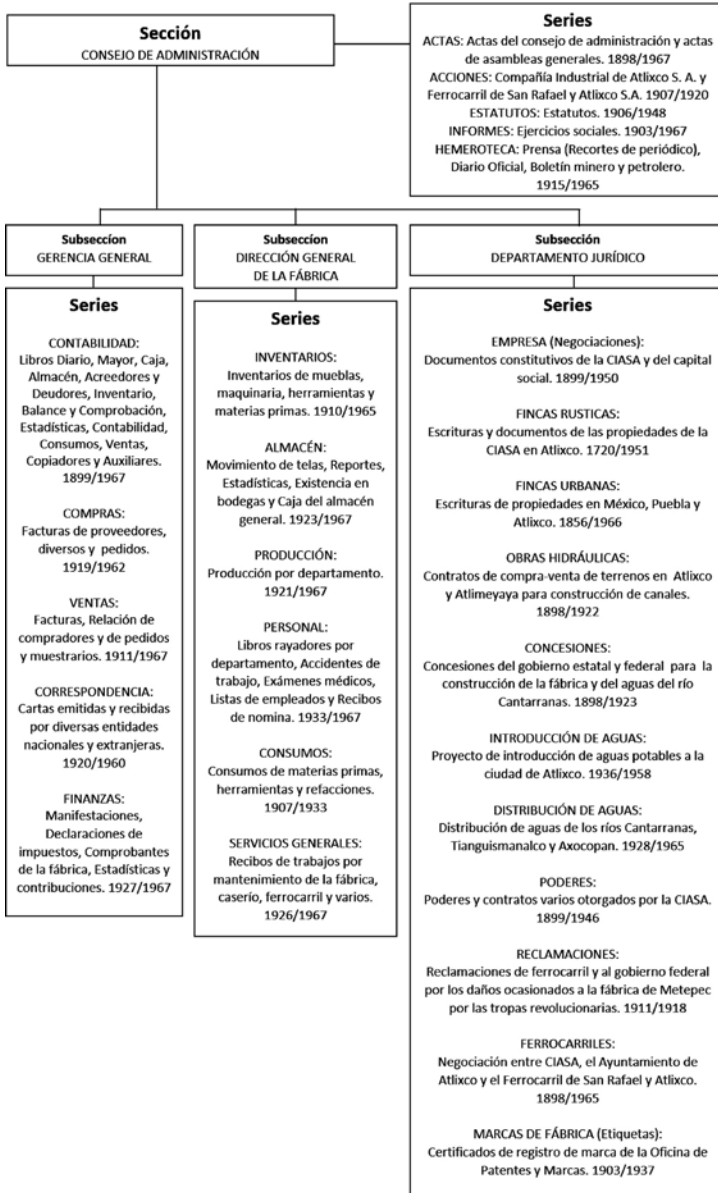 Sección
CONSEJO DE ADMINISTRACIÓN
Series
ACTAS: Actas del consejo de administración y actas
de asambleas generales. 1898/1967
ACCIONES: Compañía Industrial de Atlixco S. A. y
Ferrocarril de San Rafael y Atlixco S.A. 1907/1920
ESTATUTOS: Estatutos. 1906/1948
INFORMES: Ejercicios sociales. 1903/1967
HEMEROTECA: Prensa (Recortes de periódico),
Diario Oficial, Boletín minero y petrolero.
1915/1965
Subseccíon
GERENCIA GENERAL
Series
CONTABILIDAD:
Libros Diario, Mayor, Caja,
Almacén, Acreedores y
Deudores, Inventario,
Balance y Comprobación,
Estadísticas, Contabilidad,
Consumos, Ventas,
Copiadores y Auxiliares.
1899/1967
COMPRAS:
Facturas de proveedores,
diversos y pedidos.
1919/1962
VENTAS:
Facturas, Relación de
compradores y de pedidos
y muestrarios. 1911/1967
CORRESPONDENCIA:
Cartas emitidas y recibidas
por diversas entidades
nacionales y extranjeras.
1920/1960
FINANZAS:
Manifestaciones,
Declaraciones de
impuestos, Comprobantes
de la fábrica, Estadísticas y
contribuciones. 1927/1967
Subseccíon
DIRECCIÓN GENERAL
DE LA FÁBRICA
Series
INVENTARIOS:
Inventarios de muebles,
maquinaria, herramientas y
materias primas. 1910/1965
ALMACÉN:
Movimiento de telas, Reportes,
Estadísticas, Existencia en
bodegas y Caja del almacén
general. 1923/1967
PRODUCCIÓN:
Producción por departamento.
1921/1967
PERSONAL:
Libros rayadores por
departamento, Accidentes de
trabajo, Exámenes médicos,
Listas de empleados y Recibos
de nomina. 1933/1967
CONSUMOS:
Consumos de materias primas,
herramientas y refacciones.
1907/1933
SERVICIOS GENERALES:
Recibos de trabajos por
mantenimiento de la fábrica,
caserío, ferrocarril y varios.
1926/1967
Subsección
DEPARTAMENTO JURÍDICO
Series
EMPRESA (Negociaciones):
Documentos constitutivos de la CIASA y del capital
social. 1899/1950
FINCAS RUSTICAS:
Escrituras y documentos de las propiedades de la
CIASA en Atlixco. 1720/1951
FINCAS URBANAS:
Escrituras de propiedades en México, Puebla y
Atlixco. 1856/1966
OBRAS HIDRÁULICAS:
Contratos de compra-venta de terrenos en Atlixco
y Atlimeyaya para construcción de canales.
1898/1922
CONCESIONES:
Concesiones del gobierno estatal y federal para la
construcción de la fábrica y del aguas del río
Cantarranas. 1898/1923
INTRODUCCIÓN DE AGUAS:
Proyecto de introducción de aguas potables a la
ciudad de Atlixco. 1936/1958
DISTRIBUCIÓN DE AGUAS:
Distribución de aguas de los ríos Cantarranas,
Tianguismanalco y Axocopan. 1928/1965
PODERES:
Poderes y contratos varios otorgados por la CIASA.
1899/1946
RECLAMACIONES:
Reclamaciones de ferrocarril y al gobierno federal
por los daños ocasionados a la fábrica de Metepec
por las tropas revolucionarias. 1911/1918
FERROCARRILES:
Negociación entre CIASA, el Ayuntamiento de
Atlixco y el Ferrocarril de San Rafael y Atlixco.
1898/1965
MARCAS DE FÁBRICA (Etiquetas):
Certificados de registro de marca de la Oficina de
Patentes y Marcas. 1903/1937